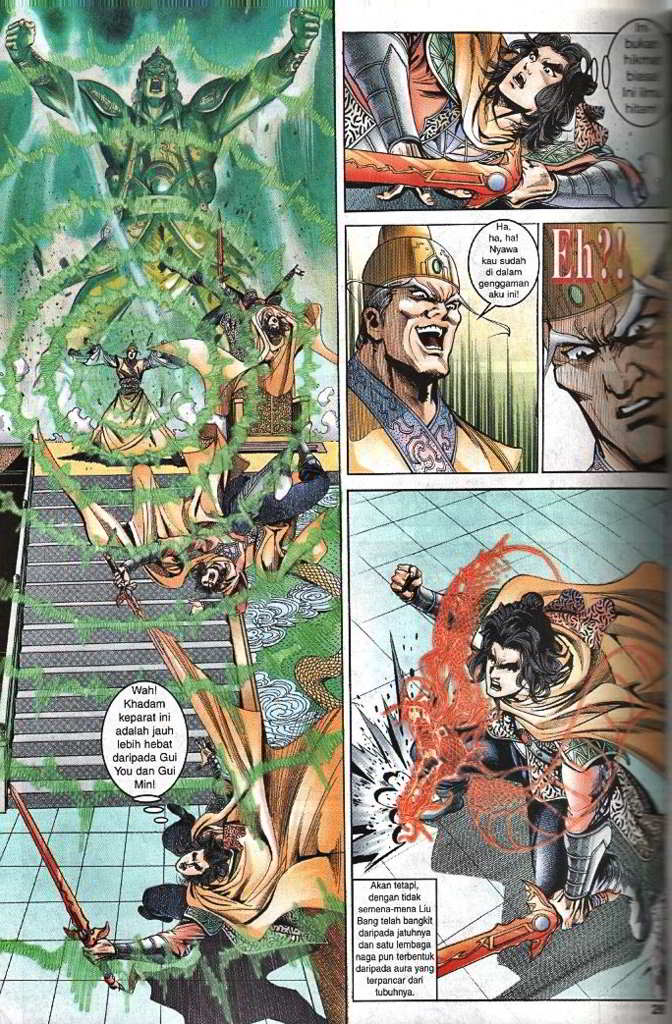 Wah!
Khadam
keparat ini
adalah jauh
lebih hebat
daripada Gui
You dan Gui
Min!
Ini
bukan
hikmat
biasa!
Ini ilmu
hitam!
Ha,
ha, ha!
Nyawa
kau sudah
di dalam
genggaman
aku ini!
Eh?!
Akan tetapi,
dengan tidak
semena-mena Liu
Bang telah bangkit
daripada jatuhnya
dan satu lembaga
naga pun terbentuk
daripada aura yang
terpancar dari
tubuhnya.